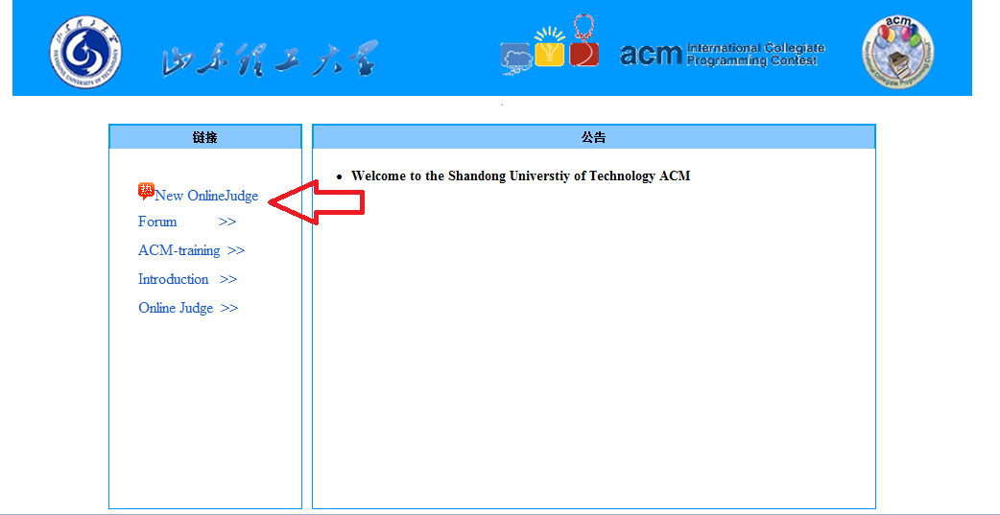 山东理工大学
acm International Collegiate
Programming Contest
acm
链接
公告
热
New OnlineJudge
Forum >>
ACM-training >>
Introduction >>
Online Judge >>
• Welcome to the Shandong Universtiy of Technology ACM